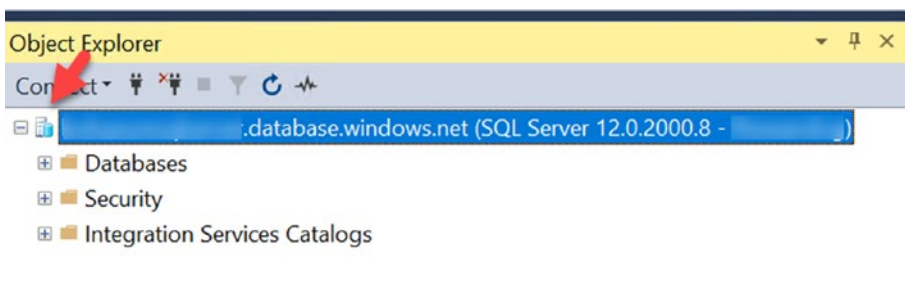 Object Explorer
Connect
.database.windows.net (SQL Server 12.0.2000.8 - )
Databases
Security
Integration Services Catalogs